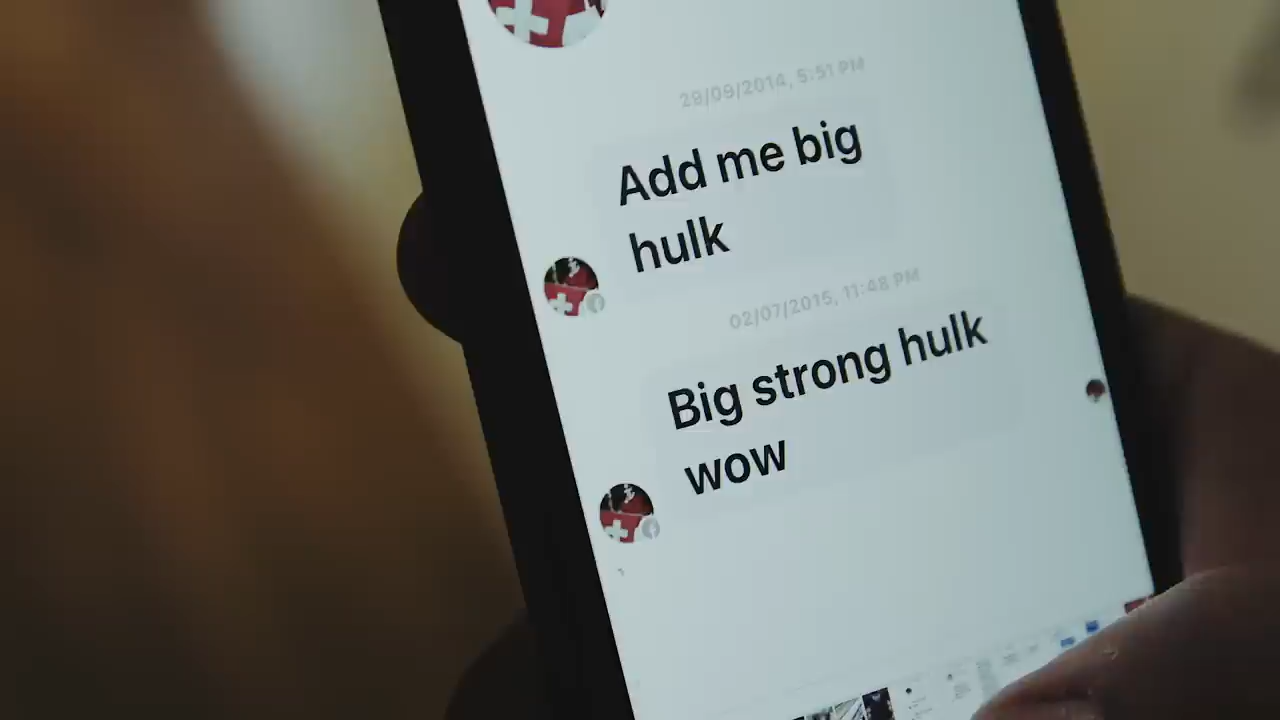 29/09/2014, 5:51 PM
Add me big
hulk
02/07/2015, 11:48 PM
Big strong hulk
wow